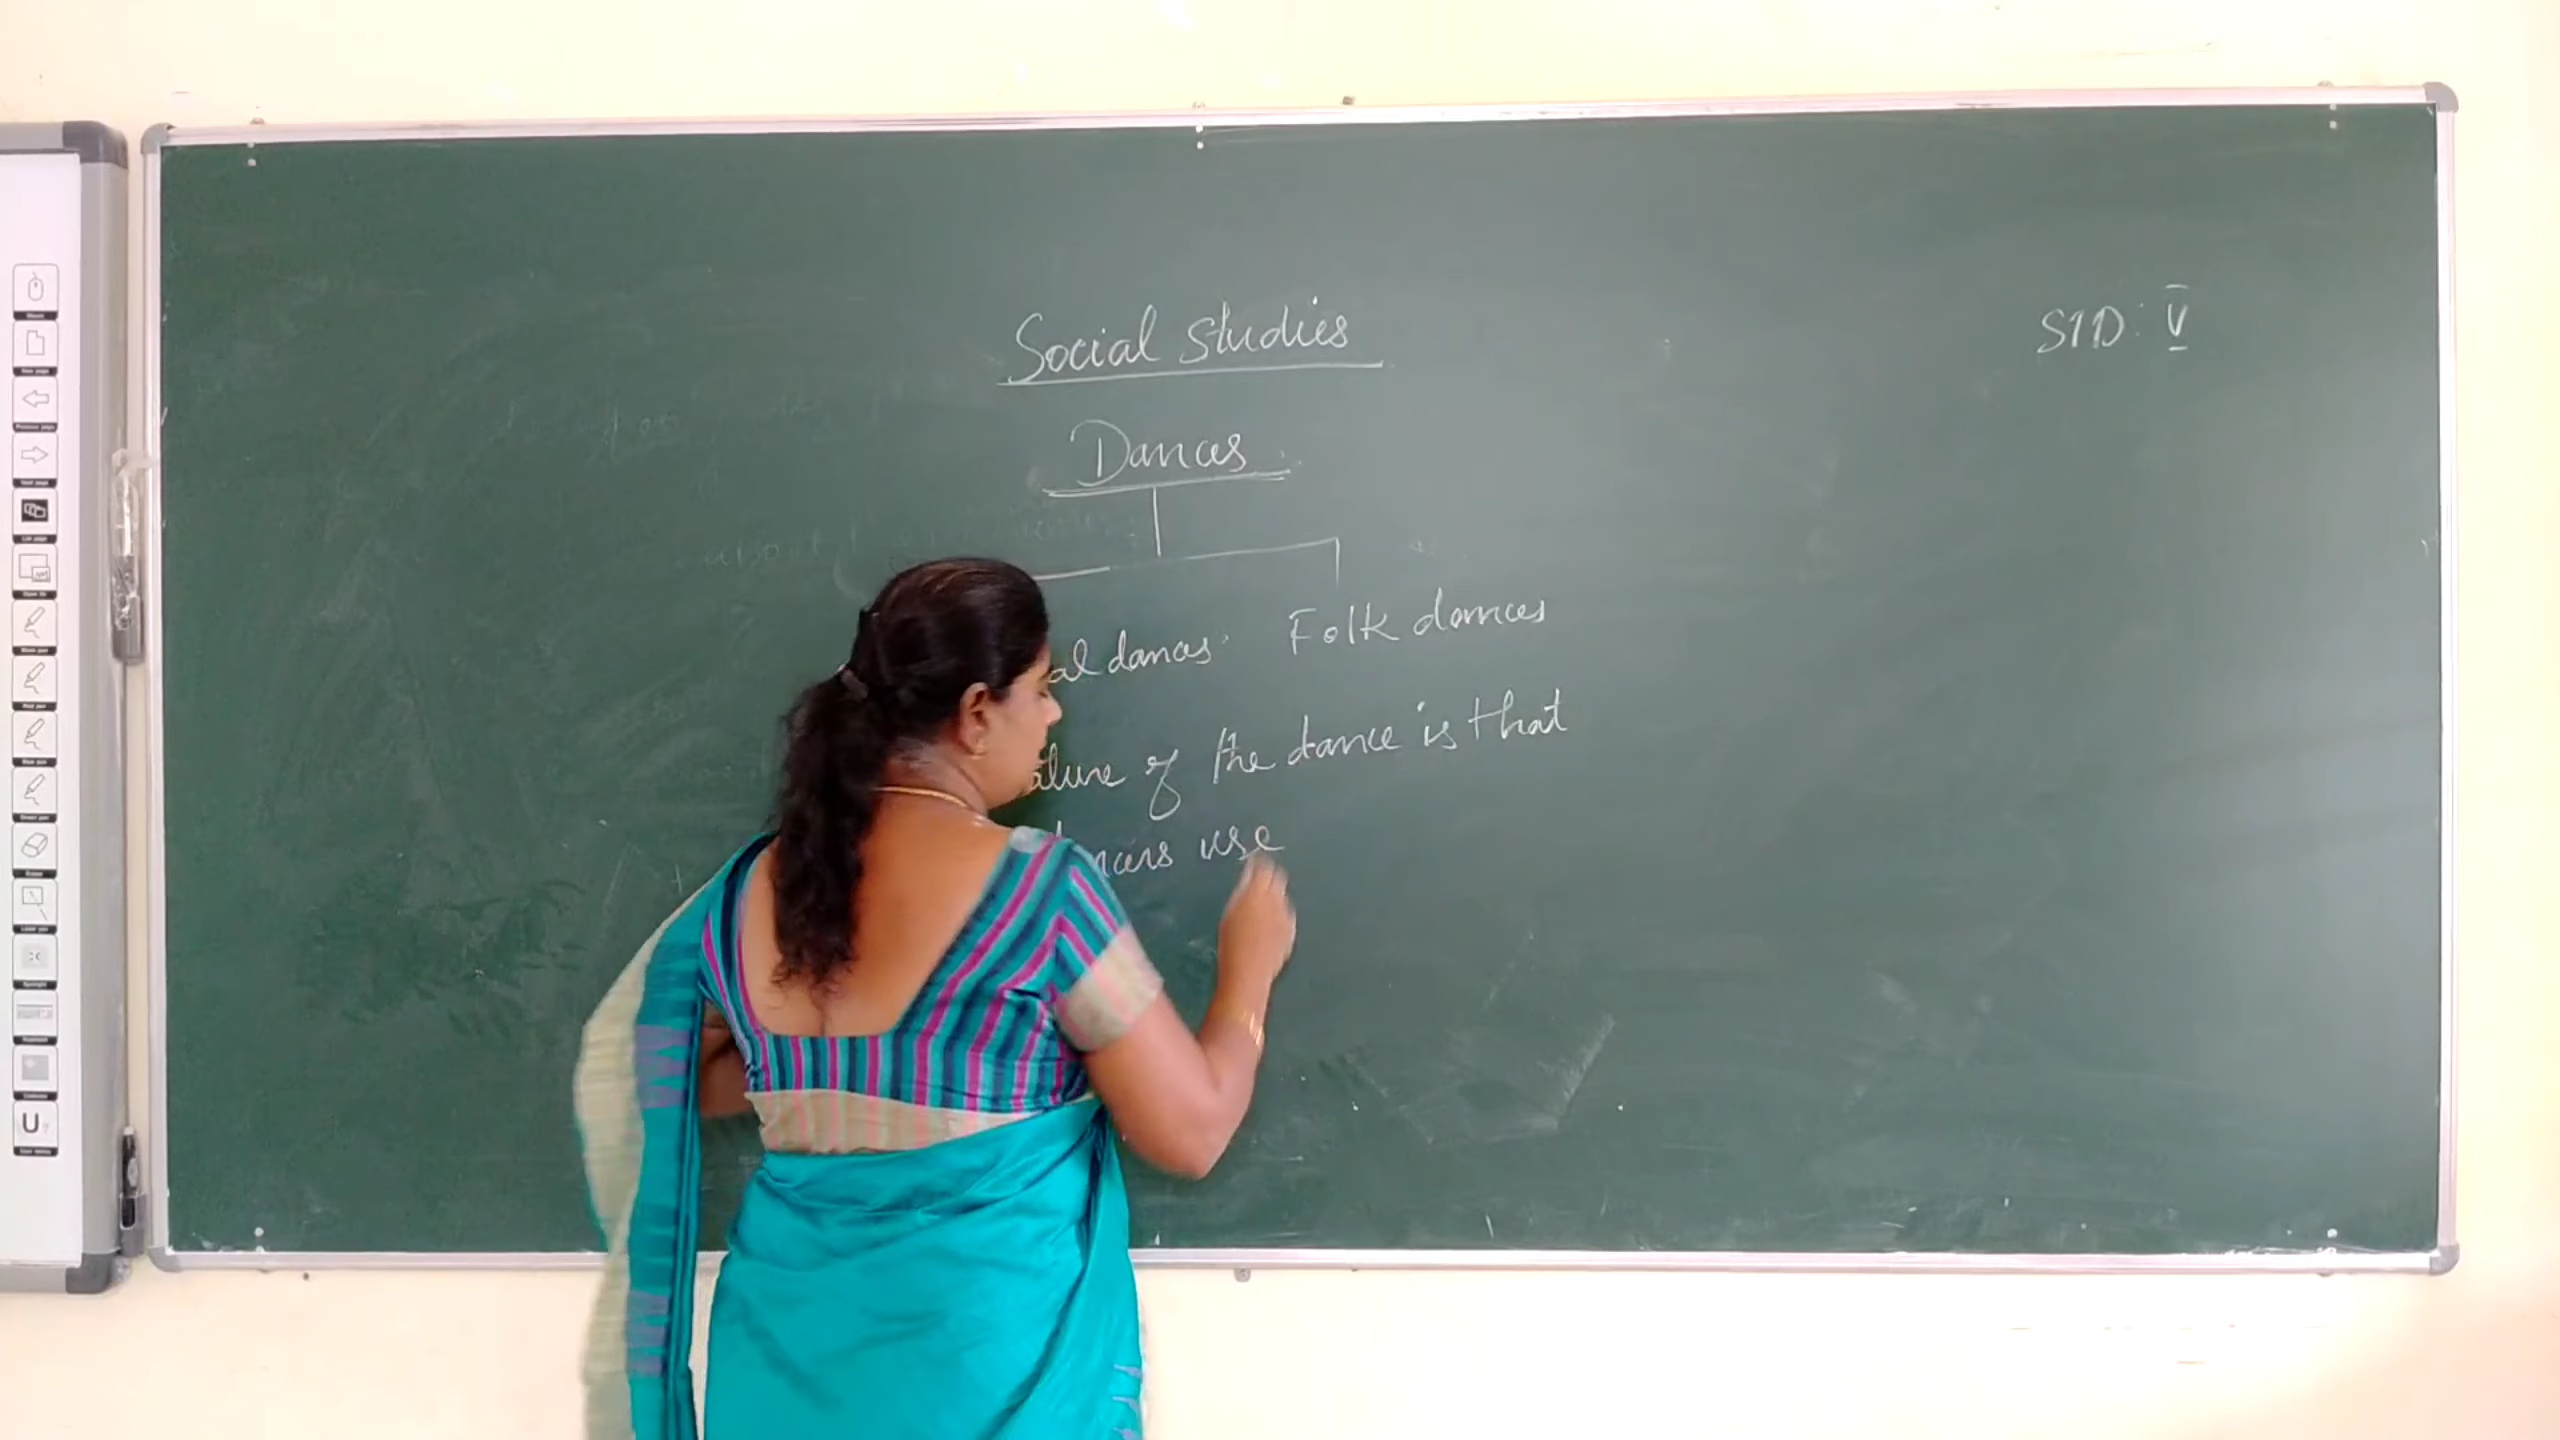 Social Studies
STD: V
Dances
al dances. Folk dances
ature of the dance is that
ncers use